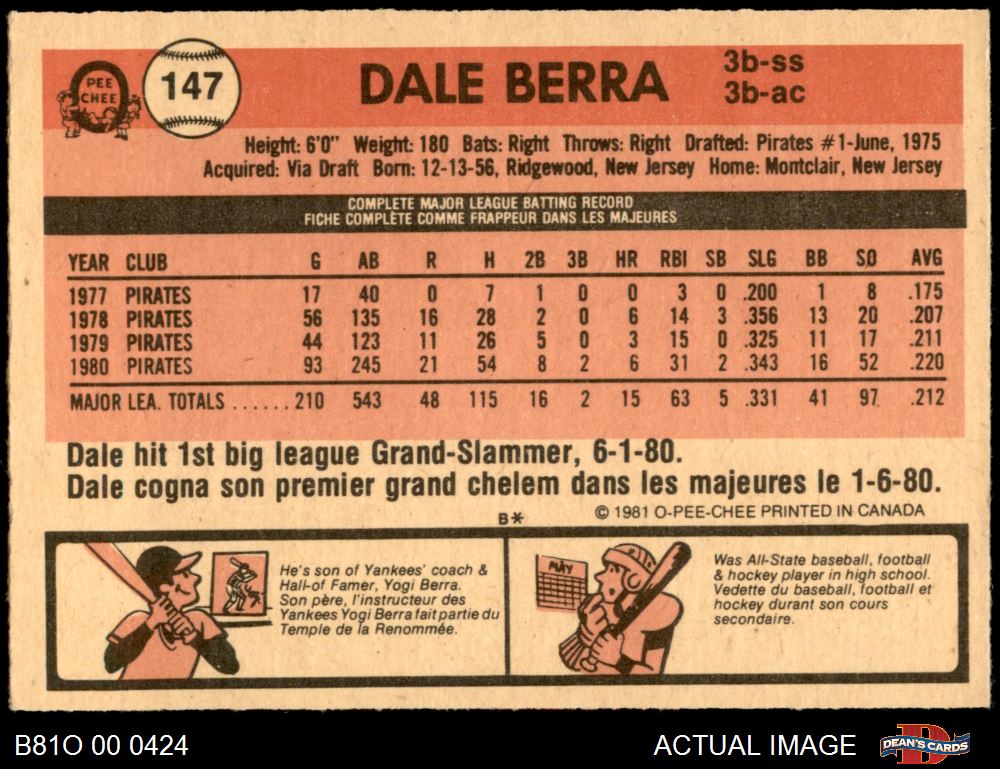 PEE
CHEE
147
DALE BERRA
3b-ss
3b-ac
Height: 6'0" Weight: 180 Bats: Right Throws: Right Drafted: Pirates #1-June, 1975
Acquired: Via Draft Born: 12-13-56, Ridgewood, New Jersey Home: Montclair, New Jersey
COMPLETE MAJOR LEAGUE BATTING RECORD
FICHE COMPLÈTE COMME FRAPPEUR DANS LES MAJEURES
YEAR CLUB G AB R H 2B 3B HR RBI SB SLG BB SO AVG
1977 PIRATES 17 40 0 7 1 0 0 3 0 .200 1 8 .175
1978 PIRATES 56 135 16 28 2 0 6 14 3 .356 13 20 .207
1979 PIRATES 44 123 11 26 5 0 3 15 0 .325 11 17 .211
1980 PIRATES 93 245 21 54 8 2 6 31 2 .343 16 52 .220
MAJOR LEA. TOTALS ......210 543 48 115 16 2 15 63 5 .331 41 97 .212
Dale hit 1st big league Grand-Slammer, 6-1-80.
Dale cogna son premier grand chelem dans les majeures le 1-6-80.
B* © 1981 O-PEE-CHEE PRINTED IN CANADA
He's son of Yankees' coach &
Hall-of Famer, Yogi Berra.
Son père, l'instructeur des
Yankees Yogi Berra fait partie du
Temple de la Renommée.
MAY
Was All-State baseball, football
& hockey player in high school.
Vedette du baseball, football et
hockey durant son cours
secondaire.
B81O 00 0424
ACTUAL IMAGE
DEAN'S CARDS